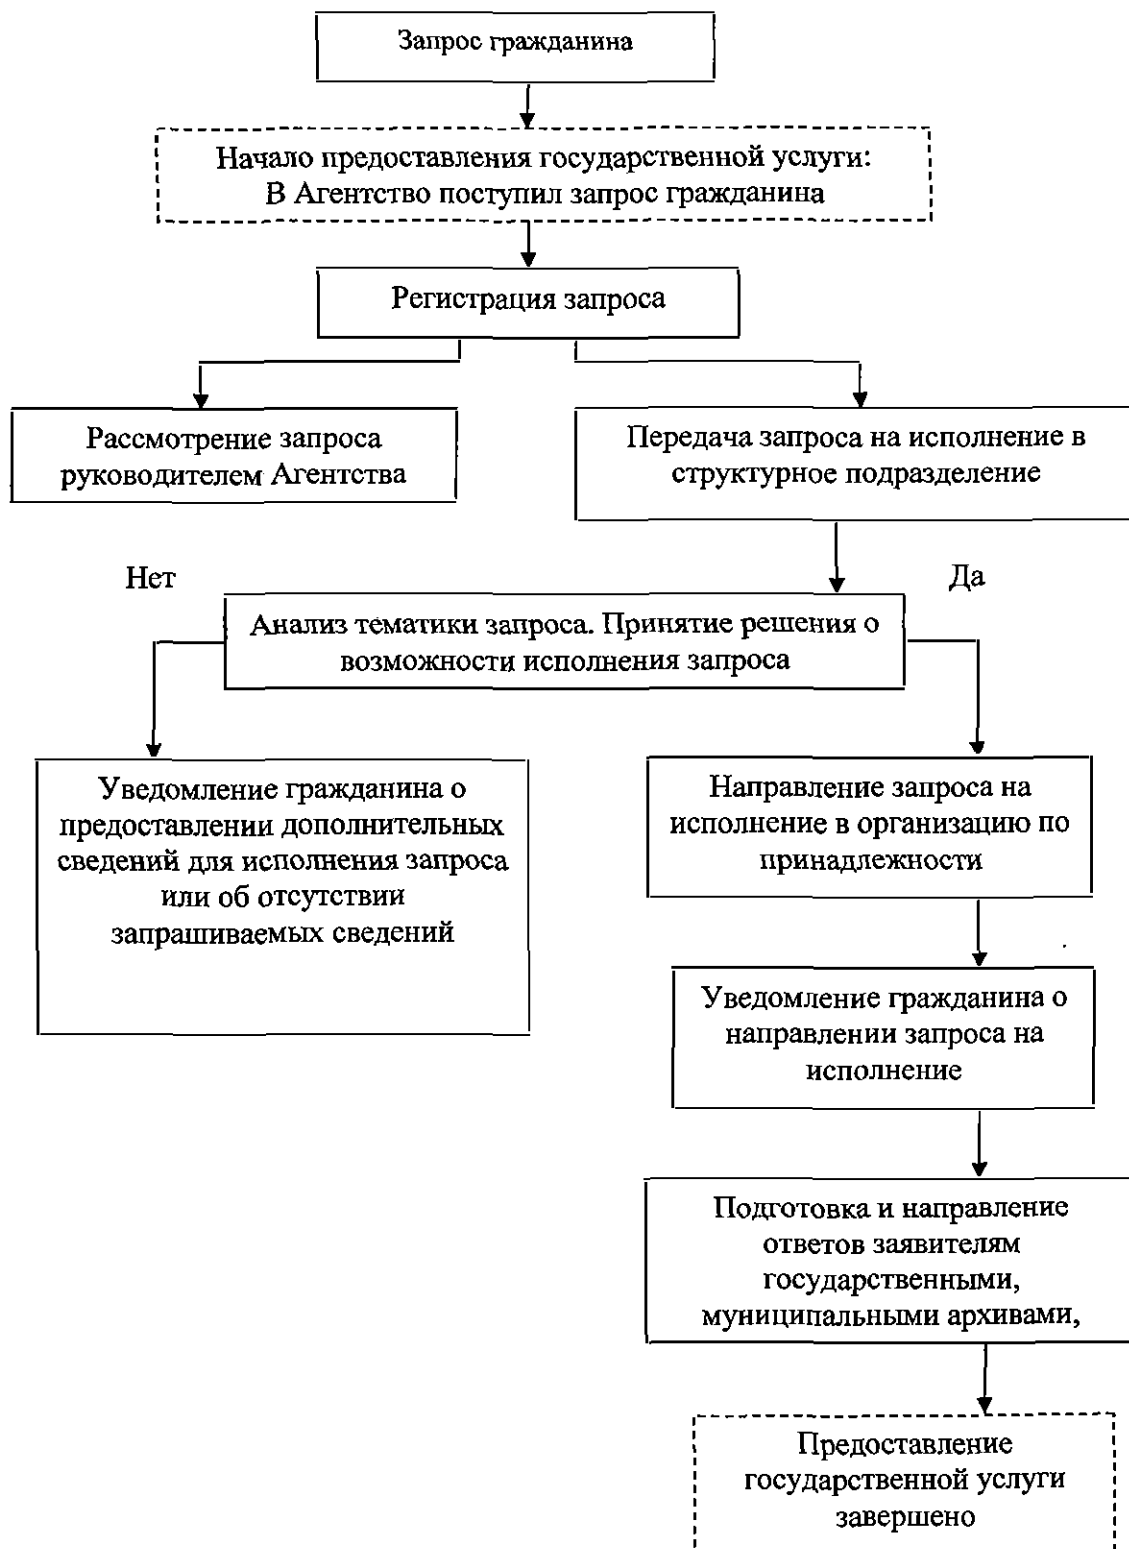 Запрос гражданина
Начало предоставления государственной услуги:
В Агентство поступил запрос гражданина
Регистрация запроса
Рассмотрение запроса
руководителем Агентства
Передача запроса на исполнение в
структурное подразделение
Нет
Да
Анализ тематики запроса. Принятие решения о
возможности исполнения запроса
Уведомление гражданина о
предоставлении дополнительных
сведений для исполнения запроса
или об отсутствии
запрашиваемых сведений
Направление запроса на
исполнение в организацию по
принадлежности
Уведомление гражданина о
направлении запроса на
исполнение
Подготовка и направление
ответов заявителям
государственными,
муниципальными архивами,
Предоставление
государственной услуги
завершено